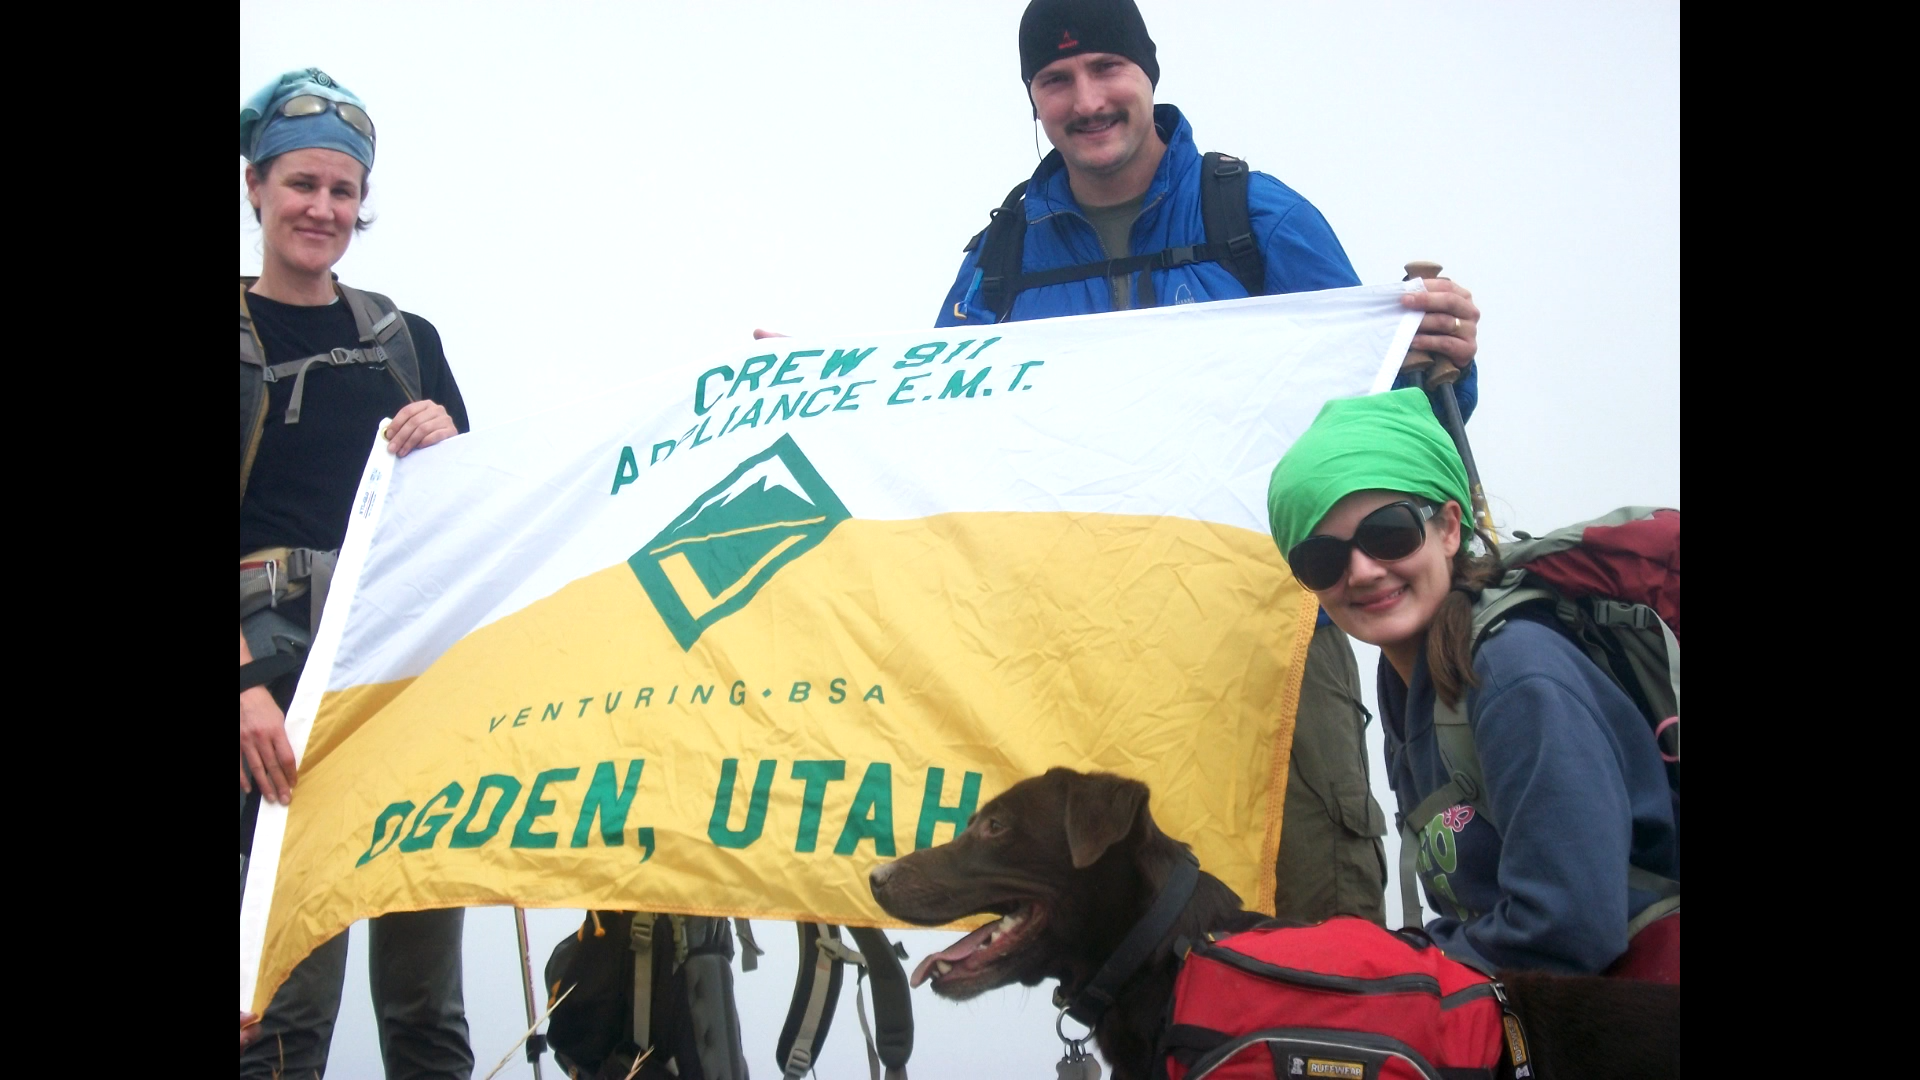 CREW 911
APPLIANCE E.M.T.
VENTURING • BSA
OGDEN, UTAH
RUFFWEAR